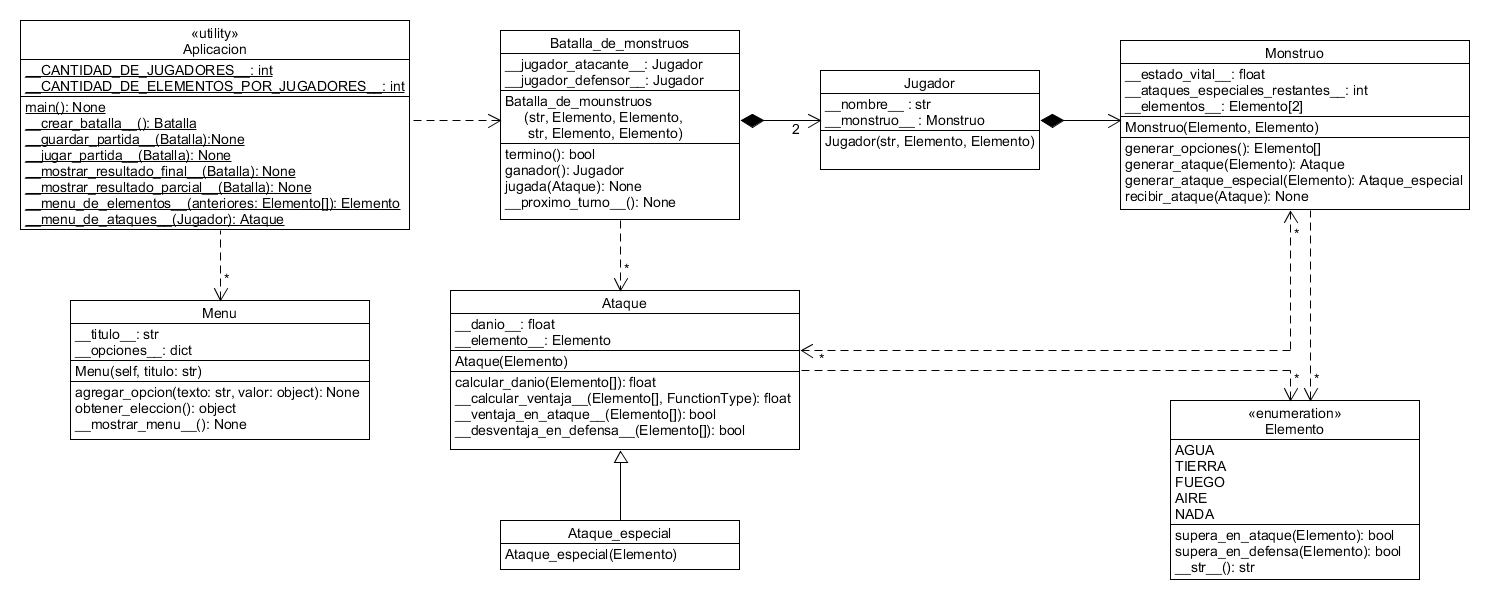 «utility»
Aplicacion
__CANTIDAD_DE_JUGADORES__: int
__CANTIDAD_DE_ELEMENTOS_POR_JUGADORES__: int
main(): None
__crear_batalla__(): Batalla
__guardar_partida__(Batalla):None
__jugar_partida__(Batalla): None
__mostrar_resultado_final__(Batalla): None
__mostrar_resultado_parcial__(Batalla): None
__menu_de_elementos__(anteriores: Elemento[]): Elemento
__menu_de_ataques__(Jugador): Ataque
*
Menu
__titulo__: str
__opciones__: dict
Menu(self, titulo: str)
agregar_opcion(texto: str, valor: object): None
obtener_eleccion(): object
__mostrar_menu__(): None
Batalla_de_monstruos
__jugador_atacante__: Jugador
__jugador_defensor__: Jugador
Batalla_de_mounstruos
(str, Elemento, Elemento,
str, Elemento, Elemento)
termino(): bool
ganador(): Jugador
jugada(Ataque): None
__proximo_turno__(): None
2
*
Jugador
__nombre__ : str
__monstruo__ : Monstruo
Jugador(str, Elemento, Elemento)
Monstruo
__estado_vital__: float
__ataques_especiales_restantes__: int
__elementos__: Elemento[2]
Monstruo(Elemento, Elemento)
generar_opciones(): Elemento[]
generar_ataque(Elemento): Ataque
generar_ataque_especial(Elemento): Ataque_especial
recibir_ataque(Ataque): None
*
Ataque
__danio__: float
__elemento__: Elemento
Ataque(Elemento)
calcular_danio(Elemento[]): float
__calcular_ventaja__(Elemento[], FunctionType): float
__ventaja_en_ataque__(Elemento[]): bool
__desventaja_en_defensa__(Elemento[]): bool
*
* *
Ataque_especial
Ataque_especial(Elemento)
«enumeration»
Elemento
AGUA
TIERRA
FUEGO
AIRE
NADA
supera_en_ataque(Elemento): bool
supera_en_defensa(Elemento): bool
__str__(): str